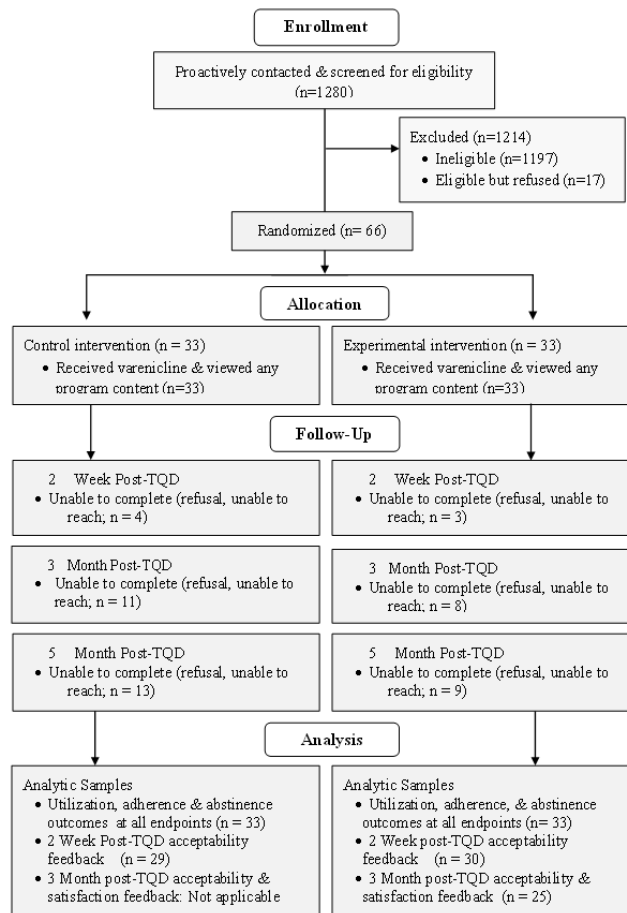 Enrollment
Proactively contacted & screened for eligibility
(n=1280)
Excluded (n=1214)
• Ineligible (n=1197)
• Eligible but refused (n=17)
Randomized (n= 66)
Allocation
Control intervention (n = 33)
• Received varenicline & viewed any
program content (n=33)
Experimental intervention (n = 33)
• Received varenicline & viewed any
program content (n=33)
Follow-Up
2 Week Post-TQD
• Unable to complete (refusal, unable to
reach; n = 4)
2 Week Post-TQD
• Unable to complete (refusal, unable to
reach; n = 3)
3 Month Post-TQD
• Unable to complete (refusal, unable to
reach; n = 11)
3 Month Post-TQD
• Unable to complete (refusal, unable to
reach; n = 8)
5 Month Post-TQD
• Unable to complete (refusal, unable to
reach; n = 13)
5 Month Post-TQD
• Unable to complete (refusal, unable to
reach; n = 9)
Analysis
Analytic Samples
• Utilization, adherence & abstinence
outcomes at all endpoints (n = 33)
• 2 Week Post-TQD acceptability
feedback (n = 29)
• 3 Month post-TQD acceptability &
satisfaction feedback: Not applicable
Analytic Samples
• Utilization, adherence, & abstinence
outcomes at all endpoints (n = 33)
• 2 Week post-TQD acceptability
feedback (n = 30)
• 3 Month post-TQD acceptability &
satisfaction feedback (n = 25)